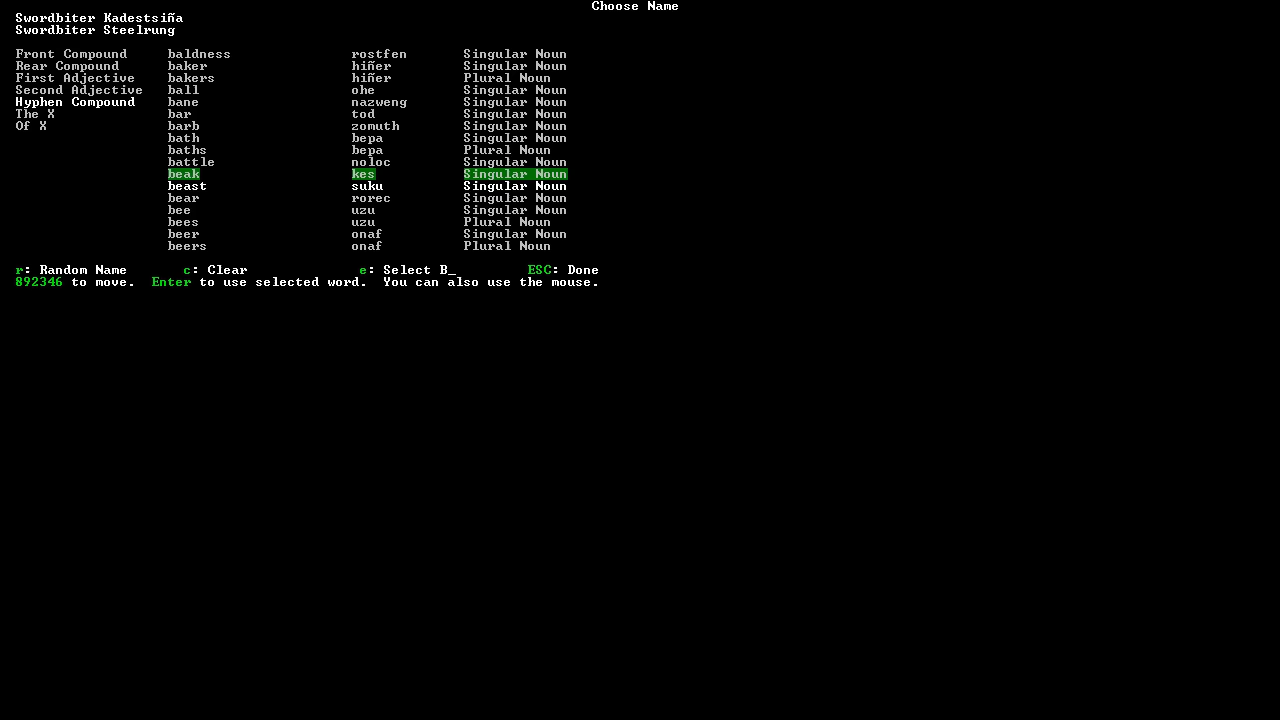 Choose Name
Swordbiter Kadestsiña
Swordbiter Steelrung
Front Compound baldness rostfen Singular Noun
Rear Compound baker hiñer Singular Noun
First Adjective bakers hiñer Plural Noun
Second Adjective ball ohe Singular Noun
Hyphen Compound bane nazweng Singular Noun
The X bar tod Singular Noun
Of X barb zomuth Singular Noun
bath bepa Singular Noun
baths bepa Plural Noun
battle noloc Singular Noun
beak kes Singular Noun
beast suku Singular Noun
bear rorec Singular Noun
bee uzu Singular Noun
bees uzu Plural Noun
beer onaf Singular Noun
beers onaf Plural Noun
r: Random Name c: Clear e: Select B_ ESC: Done
892346 to move. Enter to use selected word. You can also use the mouse.